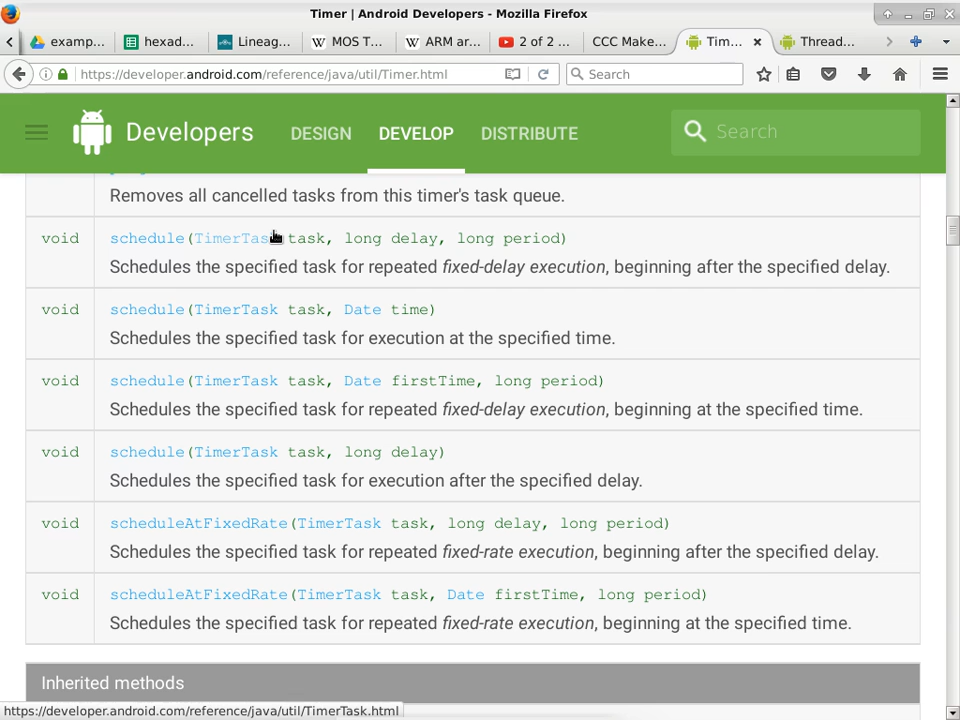 Timer | Android Developers - Mozilla Firefox
examp...
hexad...
Lineag...
MOS T...
ARM ar...
2 of 2 ...
CCC Make...
Tim...
Thread...
https://developer.android.com/reference/java/util/Timer.html
Search
Developers
DESIGN
DEVELOP
DISTRIBUTE
Search
Removes all cancelled tasks from this timer's task queue.
void schedule(TimerTask task, long delay, long period)
Schedules the specified task for repeated fixed-delay execution, beginning after the specified delay.
void schedule(TimerTask task, Date time)
Schedules the specified task for execution at the specified time.
void schedule(TimerTask task, Date firstTime, long period)
Schedules the specified task for repeated fixed-delay execution, beginning at the specified time.
void schedule(TimerTask task, long delay)
Schedules the specified task for execution after the specified delay.
void scheduleAtFixedRate(TimerTask task, long delay, long period)
Schedules the specified task for repeated fixed-rate execution, beginning after the specified delay.
void scheduleAtFixedRate(TimerTask task, Date firstTime, long period)
Schedules the specified task for repeated fixed-rate execution, beginning at the specified time.
Inherited methods
https://developer.android.com/reference/java/util/TimerTask.html